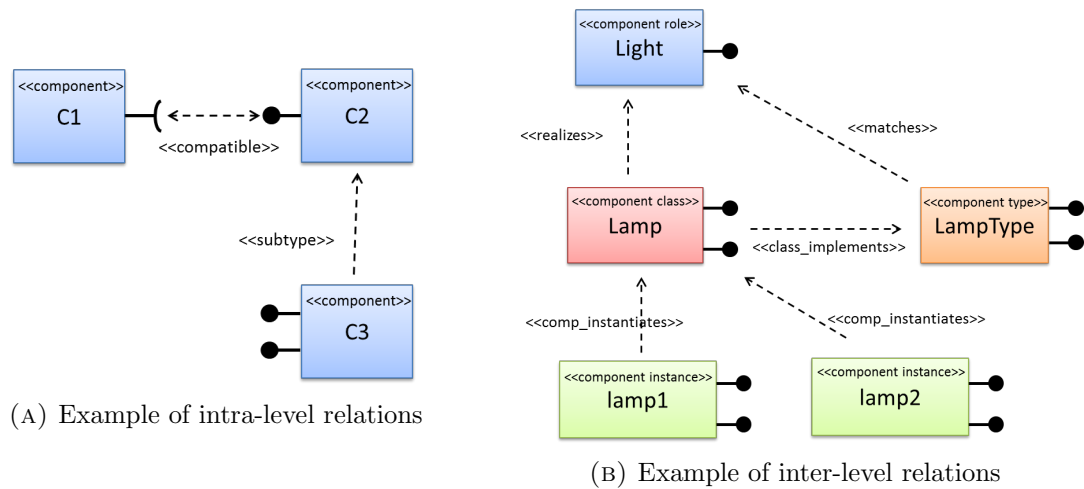 <<component>>
C1
<<component>>
C2
<<compatible>>
<<subtype>>
<<component>>
C3
(A) Example of intra-level relations
<<component role>>
Light
<<realizes>>
<<matches>>
<<component class>>
Lamp
<<class_implements>>
<<component type>>
LampType
<<comp_instantiates>>
<<comp_instantiates>>
<<component instance>>
lamp1
<<component instance>>
lamp2
(B) Example of inter-level relations